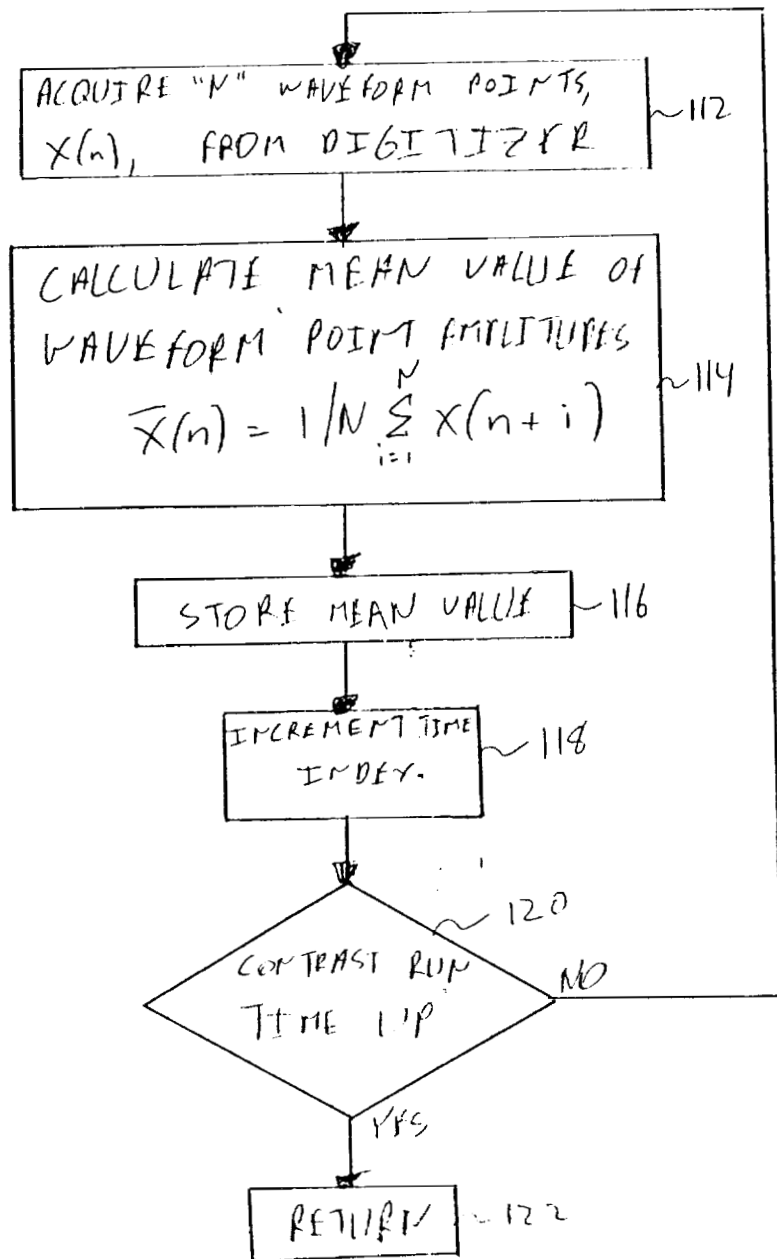 ACQUIRE "N" WAVEFORM POINTS,
X(n), FROM DIGITIZER
112
CALCULATE MEAN VALUE OF
WAVEFORM POINT AMPLITUDES
X̅(n) = 1/N Σ_{i=1}^{N} X(n+i)
114
STORE MEAN VALUE
116
INCREMENT TIME
INDEX.
118
120
CONTRAST RUN
TIME UP
NO
YES
RETURN
122